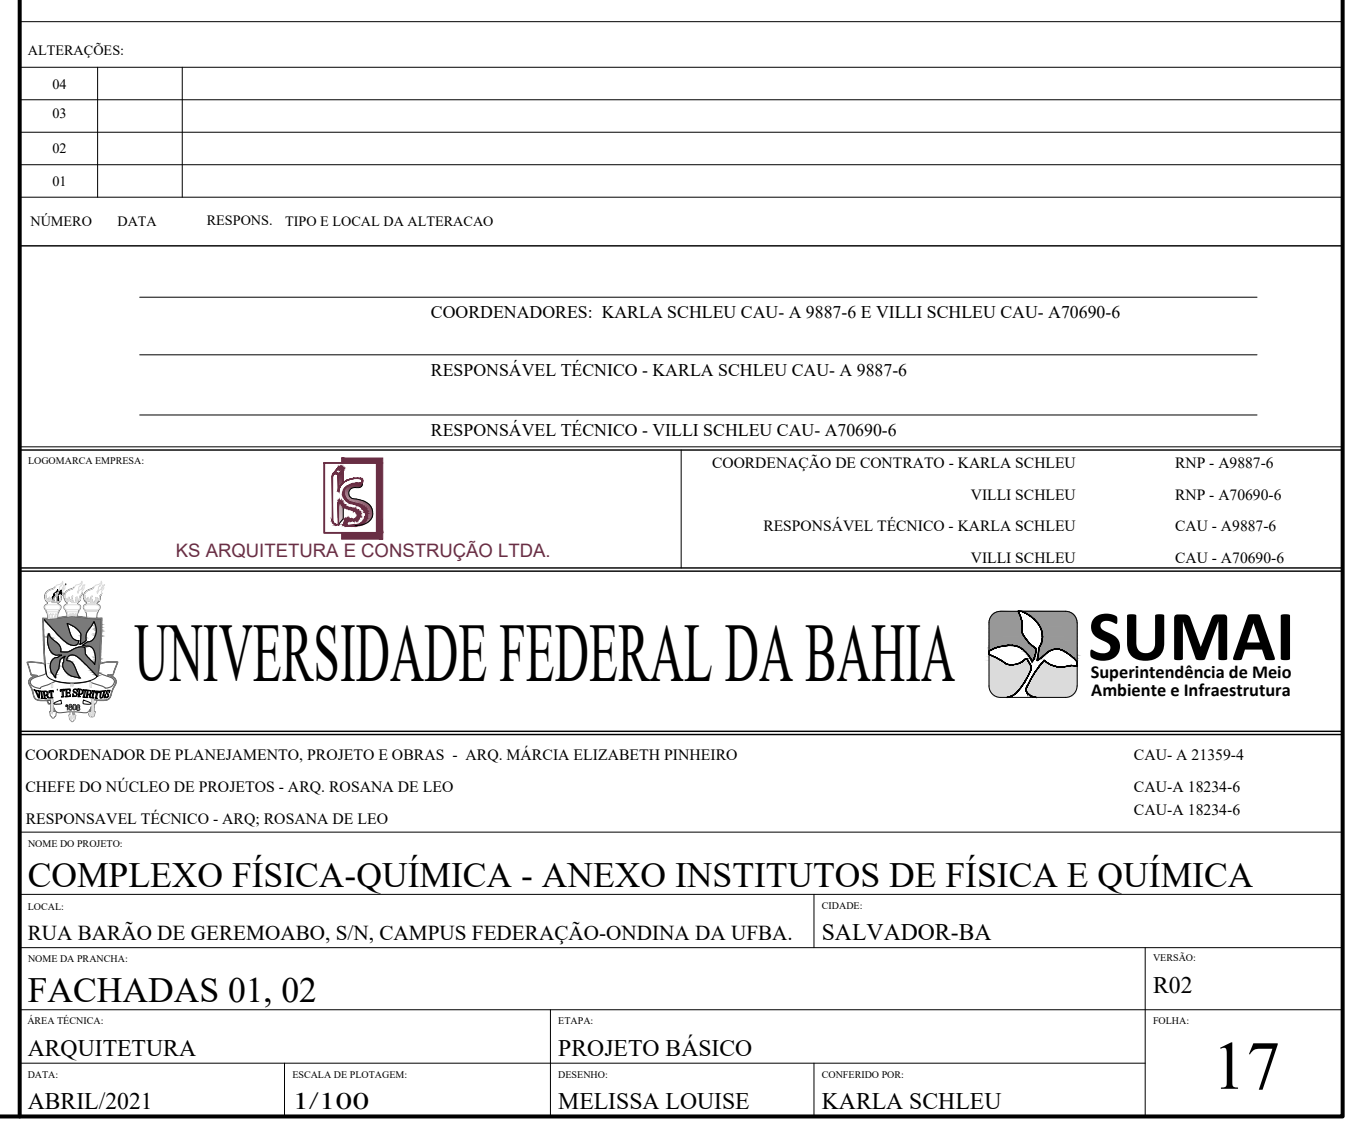 ALTERAÇÕES:
04
03
02
01
NÚMERO DATA RESPONS. TIPO E LOCAL DA ALTERACAO
COORDENADORES: KARLA SCHLEU CAU- A 9887-6 E VILLI SCHLEU CAU- A70690-6
RESPONSÁVEL TÉCNICO - KARLA SCHLEU CAU- A 9887-6
RESPONSÁVEL TÉCNICO - VILLI SCHLEU CAU- A70690-6
LOGOMARCA EMPRESA:
KS
KS ARQUITETURA E CONSTRUÇÃO LTDA.
COORDENAÇÃO DE CONTRATO - KARLA SCHLEU RNP - A9887-6
VILLI SCHLEU RNP - A70690-6
RESPONSÁVEL TÉCNICO - KARLA SCHLEU CAU - A9887-6
VILLI SCHLEU CAU - A70690-6
VIRT TE SPIRITUS
1808
UNIVERSIDADE FEDERAL DA BAHIA
SUMAI
Superintendência de Meio
Ambiente e Infraestrutura
COORDENADOR DE PLANEJAMENTO, PROJETO E OBRAS - ARQ. MÁRCIA ELIZABETH PINHEIRO CAU- A 21359-4
CHEFE DO NÚCLEO DE PROJETOS - ARQ. ROSANA DE LEO CAU-A 18234-6
RESPONSAVEL TÉCNICO - ARQ; ROSANA DE LEO CAU-A 18234-6
NOME DO PROJETO:
COMPLEXO FÍSICA-QUÍMICA - ANEXO INSTITUTOS DE FÍSICA E QUÍMICA
LOCAL:
RUA BARÃO DE GEREMOABO, S/N, CAMPUS FEDERAÇÃO-ONDINA DA UFBA.
CIDADE:
SALVADOR-BA
NOME DA PRANCHA:
FACHADAS 01, 02
VERSÃO:
R02
ÁREA TÉCNICA:
ARQUITETURA
ETAPA:
PROJETO BÁSICO
FOLHA:
17
DATA:
ABRIL/2021
ESCALA DE PLOTAGEM:
1/100
DESENHO:
MELISSA LOUISE
CONFERIDO POR:
KARLA SCHLEU